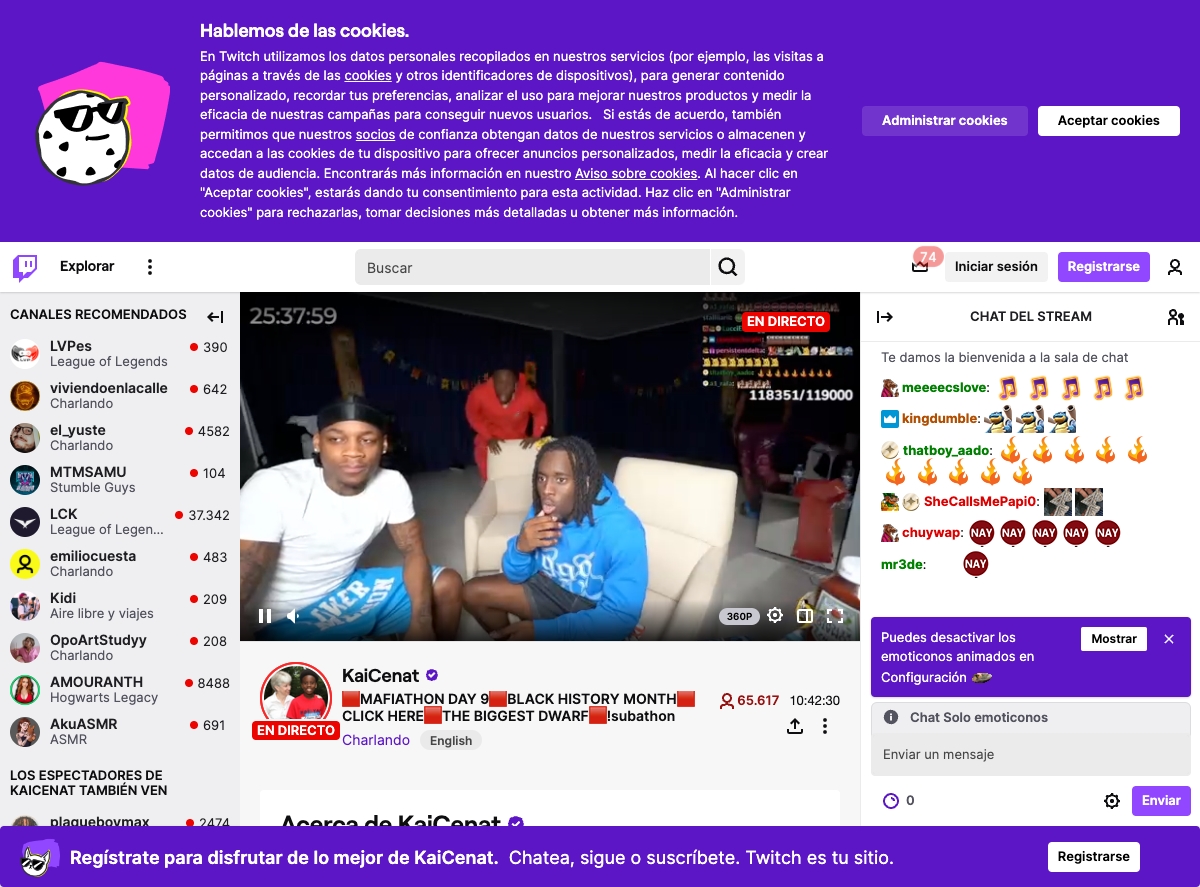 Hablemos de las cookies.
En Twitch utilizamos los datos personales recopilados en nuestros servicios (por ejemplo, las visitas a
páginas a través de las cookies y otros identificadores de dispositivos), para generar contenido
personalizado, recordar tus preferencias, analizar el uso para mejorar nuestros productos y medir la
eficacia de nuestras campañas para conseguir nuevos usuarios. Si estás de acuerdo, también
permitimos que nuestros socios de confianza obtengan datos de nuestros servicios o almacenen y
accedan a las cookies de tu dispositivo para ofrecer anuncios personalizados, medir la eficacia y crear
datos de audiencia. Encontrarás más información en nuestro Aviso sobre cookies. Al hacer clic en
"Aceptar cookies", estarás dando tu consentimiento para esta actividad. Haz clic en "Administrar
cookies" para rechazarlas, tomar decisiones más detalladas u obtener más información.
Administrar cookies
Aceptar cookies
Explorar
Buscar
74
Iniciar sesión
Registrarse
CANALES RECOMENDADOS
LVPes
390
League of Legends
viviendoenlacalle
642
Charlando
el_yuste
4582
Charlando
MTMSAMU
104
Stumble Guys
LCK
37.342
League of Legen...
emiliocuesta
483
Charlando
Kidi
209
Aire libre y viajes
OpoArtStudyy
208
Charlando
AMOURANTH
8488
Hogwarts Legacy
AkuASMR
691
ASMR
LOS ESPECTADORES DE
KAICENAT TAMBIÉN VEN
plaqueboymax
2474
25:37:59
EN DIRECTO
118351/119000
360P
KaiCenat
🟥MAFIATHON DAY 9🟥BLACK HISTORY MONTH🟥
CLICK HERE🟥THE BIGGEST DWARF🟥!subathon
EN DIRECTO
Charlando
English
65.617
10:42:30
Acerca de KaiCenat
CHAT DEL STREAM
Te damos la bienvenida a la sala de chat
meeeecslove:
kingdumble:
thatboy_aado:
SheCallsMePapi0:
chuywap: NAY NAY NAY NAY NAY
mr3de: NAY
Puedes desactivar los
emoticonos animados en
Configuración
Mostrar
Chat Solo emoticonos
Enviar un mensaje
0
Enviar
Regístrate para disfrutar de lo mejor de KaiCenat. Chatea, sigue o suscríbete. Twitch es tu sitio.
Registrarse